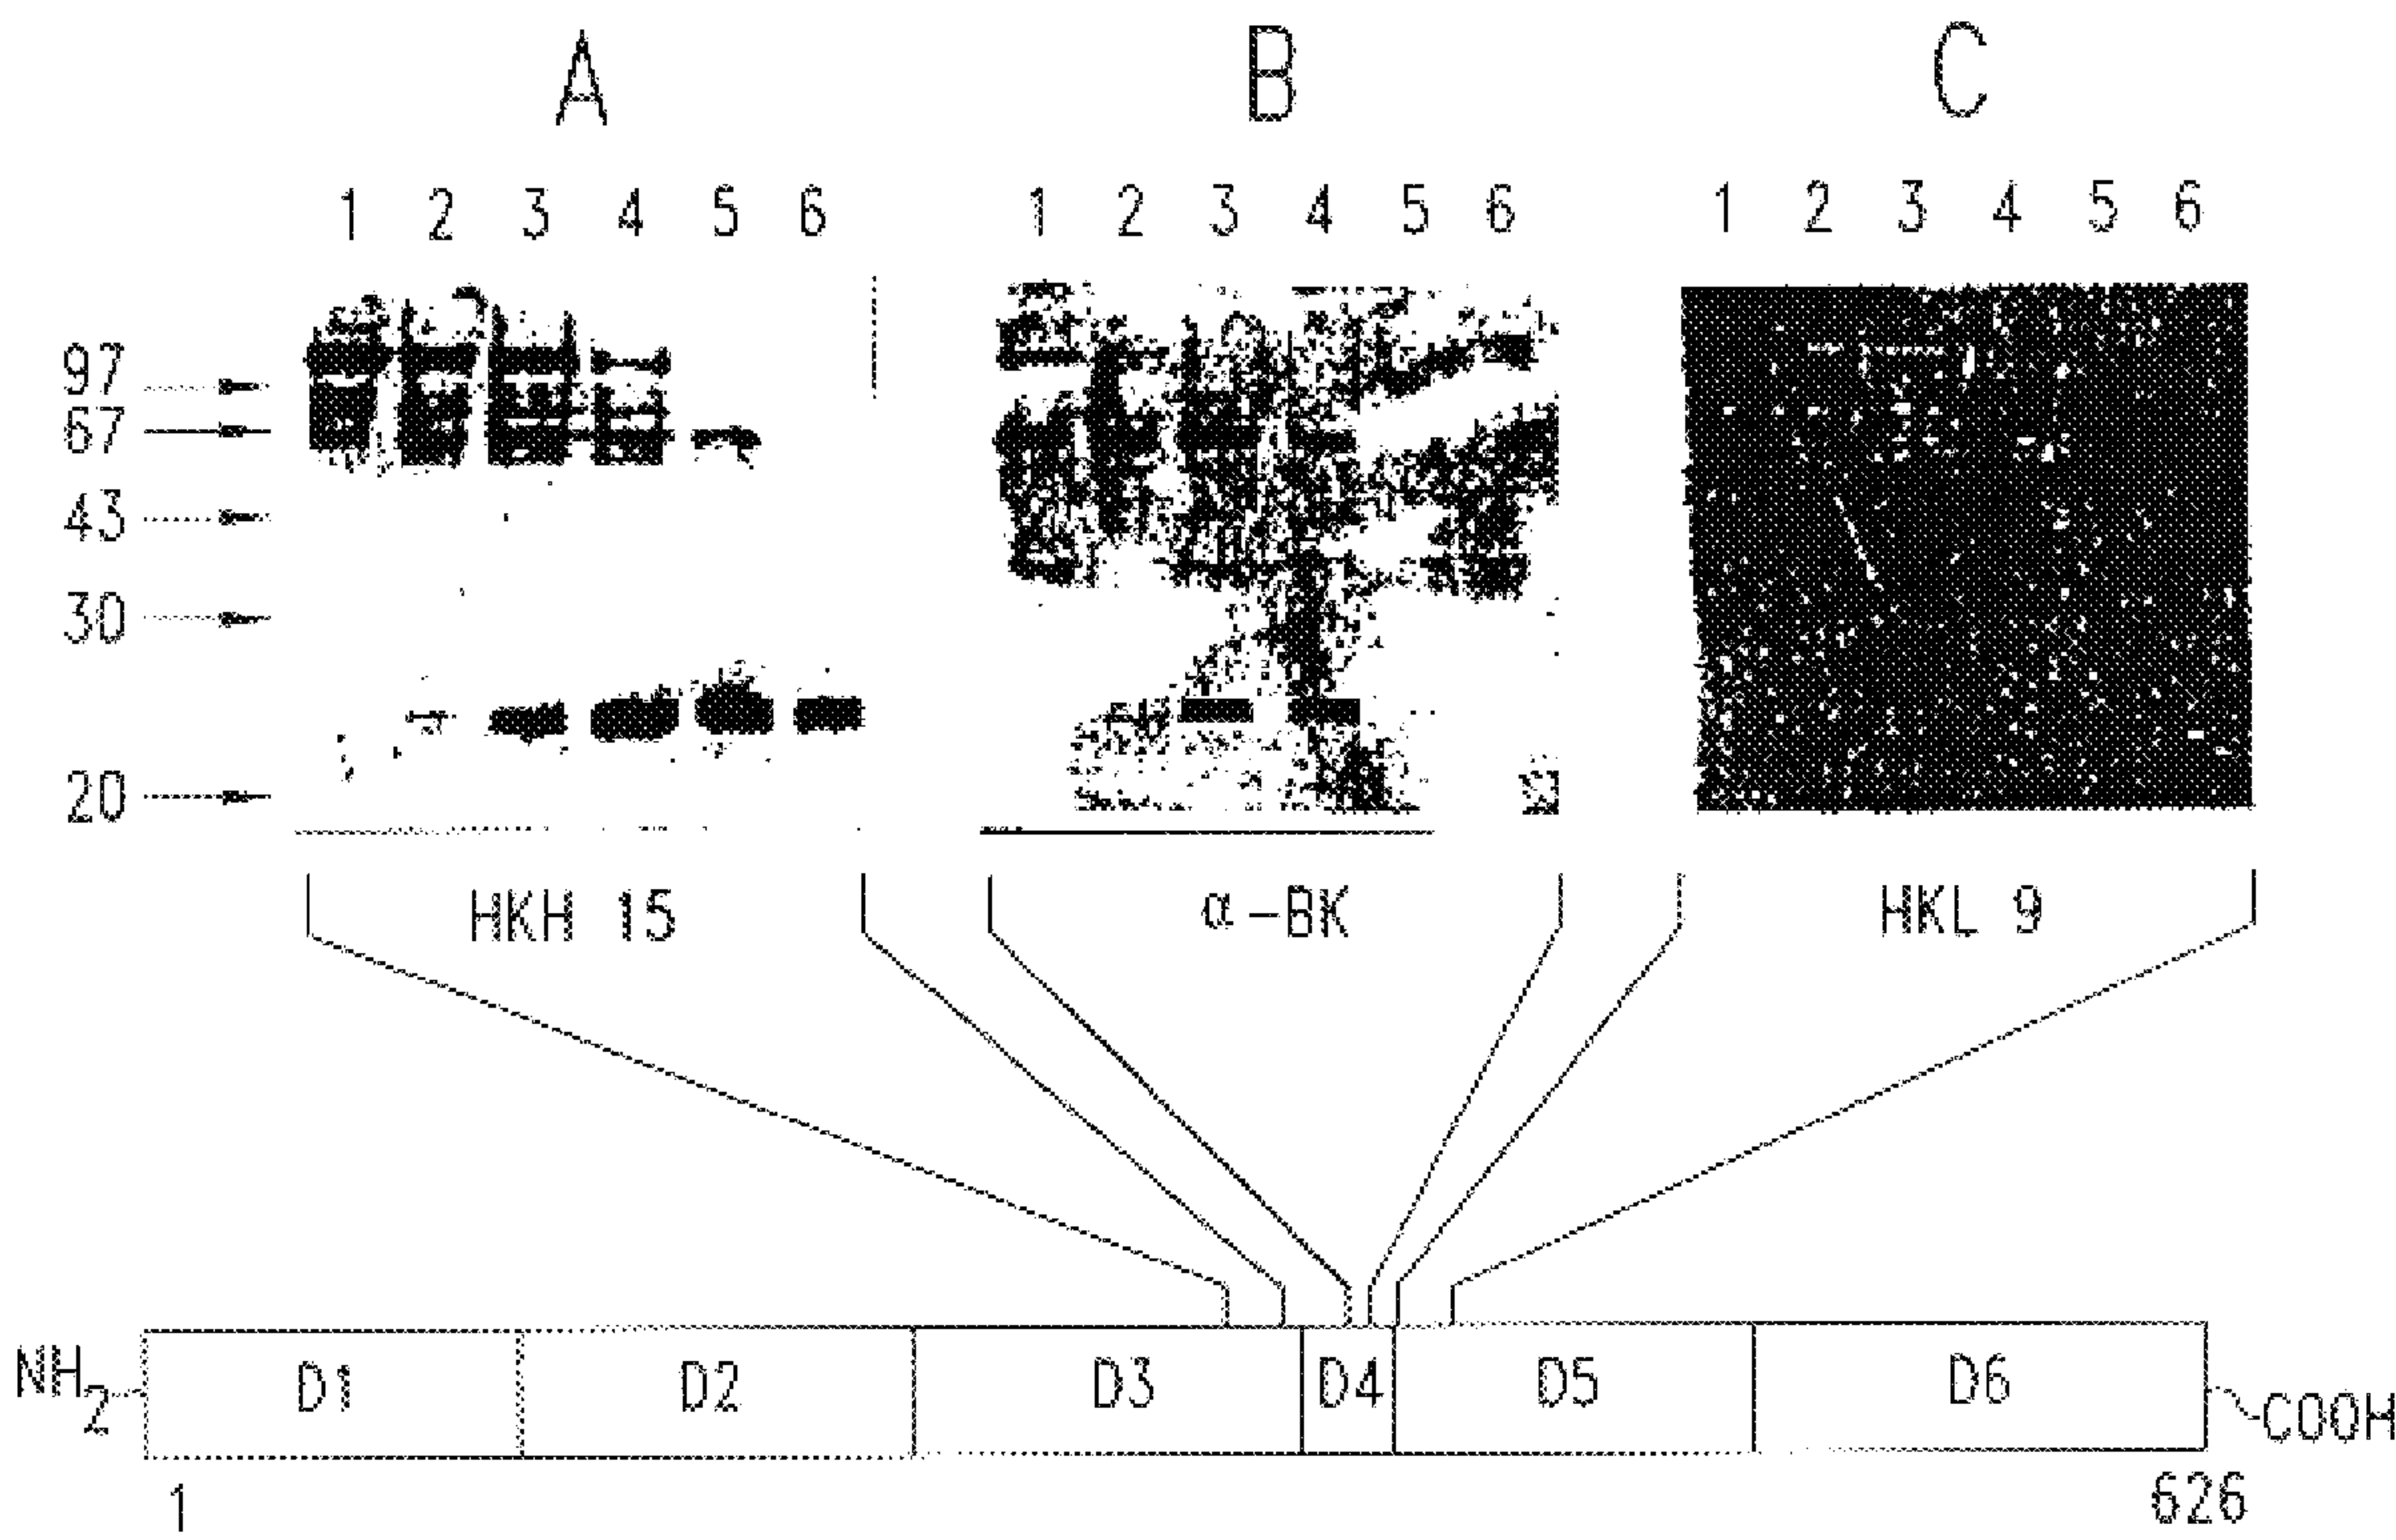 A B C
1 2 3 4 5 6 1 2 3 4 5 6 1 2 3 4 5 6
97
67
43
30
20
HKH 15 α-BK HKL 9
NH2 D1 D2 D3 D4 D5 D6 COOH
1 626